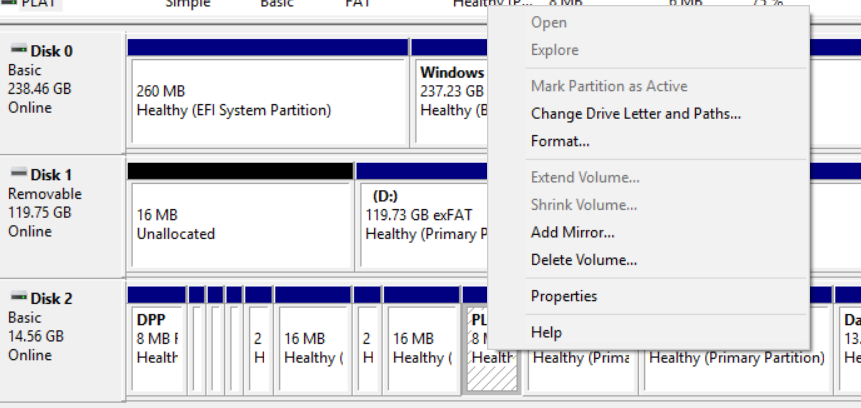 PLAT Simple Basic FAT Healthy (P... 8 MB 6 MB 75 %
Disk 0
Basic
238.46 GB
Online
260 MB
Healthy (EFI System Partition)
Windows
237.23 GB
Healthy (B
Open
Explore
Mark Partition as Active
Change Drive Letter and Paths...
Format...
Extend Volume...
Shrink Volume...
Add Mirror...
Delete Volume...
Properties
Help
Disk 1
Removable
119.75 GB
Online
16 MB
Unallocated
(D:)
119.73 GB exFAT
Healthy (Primary P
Disk 2
Basic
14.56 GB
Online
DPP
8 MB F
Health
2
H
16 MB
Healthy (
2
H
16 MB
Healthy (
PL
8 M
Health
Healthy (Prima
Healthy (Primary Partition)
Da
13.
He